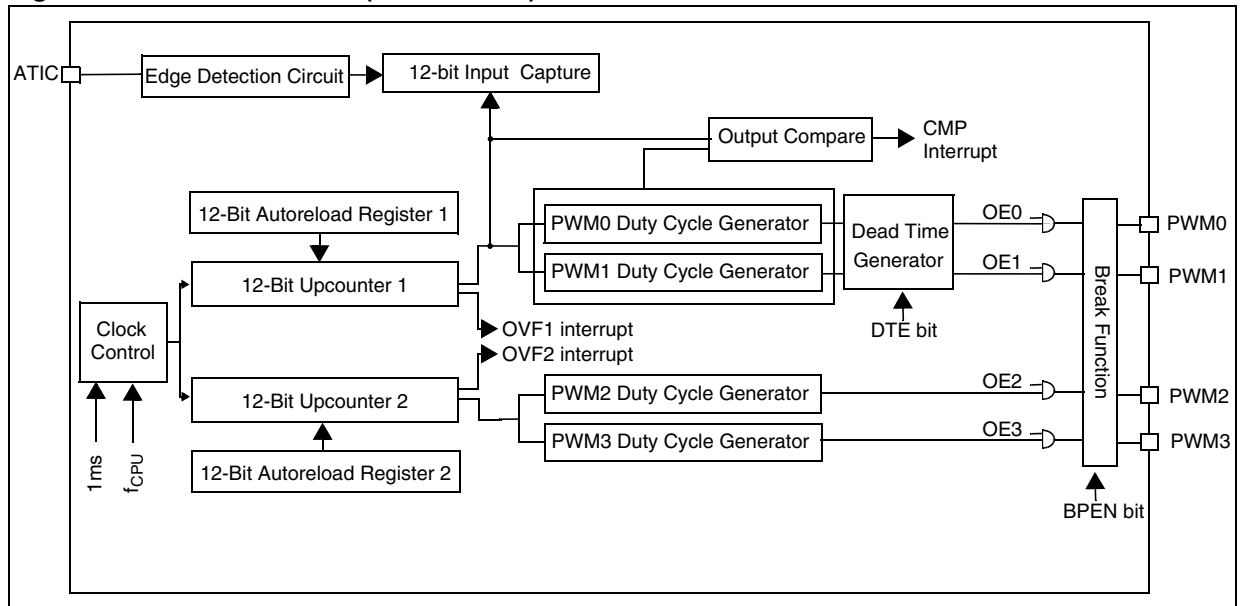 ATIC
Edge Detection Circuit
12-bit Input Capture
Output Compare
CMP
Interrupt
12-Bit Autoreload Register 1
PWM0 Duty Cycle Generator
PWM1 Duty Cycle Generator
Dead Time
Generator
OE0
OE1
PWM0
PWM1
12-Bit Upcounter 1
Clock
Control
OVF1 interrupt
OVF2 interrupt
DTE bit
Break Function
12-Bit Upcounter 2
PWM2 Duty Cycle Generator
PWM3 Duty Cycle Generator
OE2
OE3
PWM2
PWM3
12-Bit Autoreload Register 2
1ms
fCPU
BPEN bit